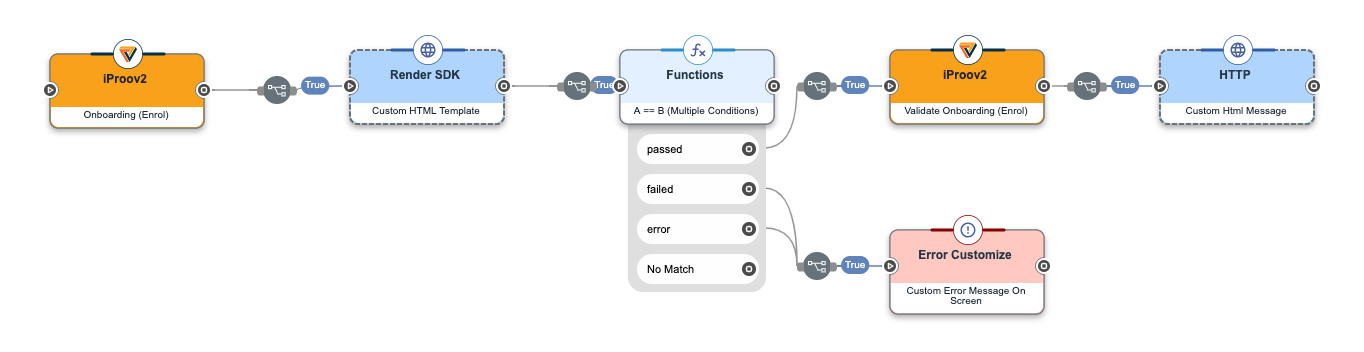 iProov2
Onboarding (Enrol)
True
Render SDK
Custom HTML Template
True
Functions
A == B (Multiple Conditions)
passed
failed
error
No Match
True
iProov2
Validate Onboarding (Enrol)
True
HTTP
Custom Html Message
True
Error Customize
Custom Error Message On
Screen